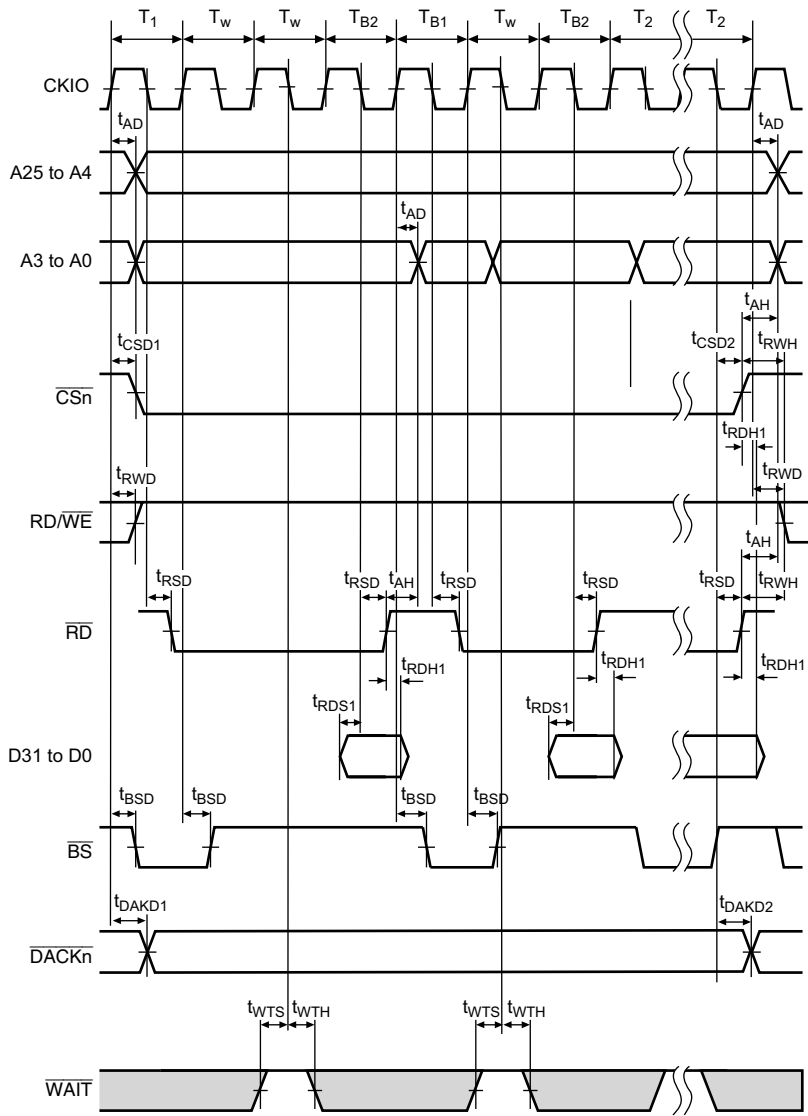 T1 Tw Tw TB2 TB1 Tw TB2 T2 T2
CKIO
tAD tAD
A25 to A4
tAD
A3 to A0
tAH
tCSD1 tCSD2 tRWH
CSn
tRDH1
tRWD tRWD
RD/WE
tAH
tRSD tRSD tAH tRSD tRSD tRSD tRWH
RD
tRDH1 tRDH1 tRDH1
tRDS1 tRDS1
D31 to D0
tBSD tBSD tBSD tBSD
BS
tDAKD1 tDAKD2
DACKn
tWTS tWTH tWTS tWTH
WAIT